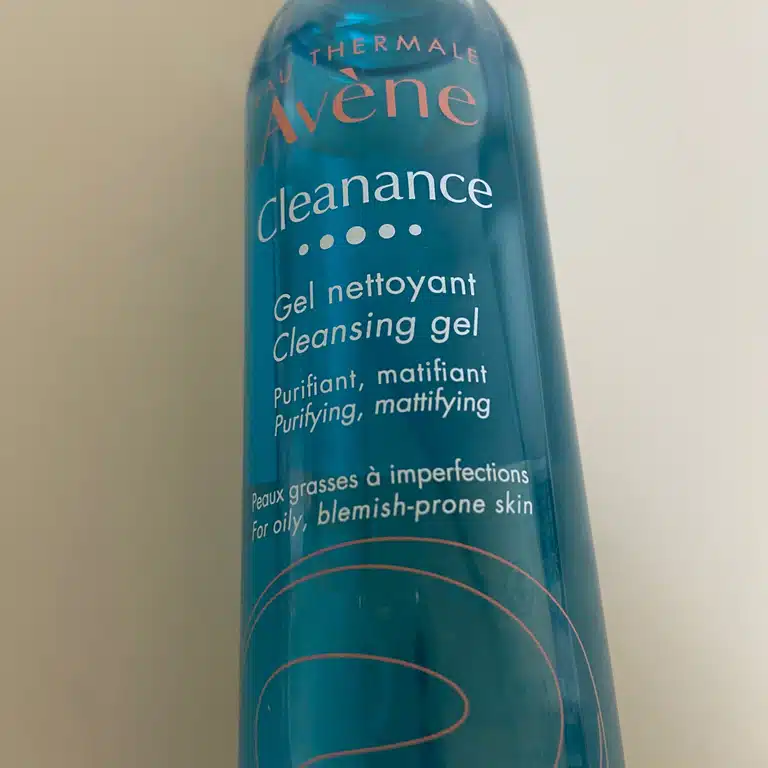 EAU THERMALE
Avène
Cleanance
Gel nettoyant
Cleansing gel
Purifiant, matifiant
Purifying, mattifying
Peaux grasses à imperfections
For oily, blemish-prone skin